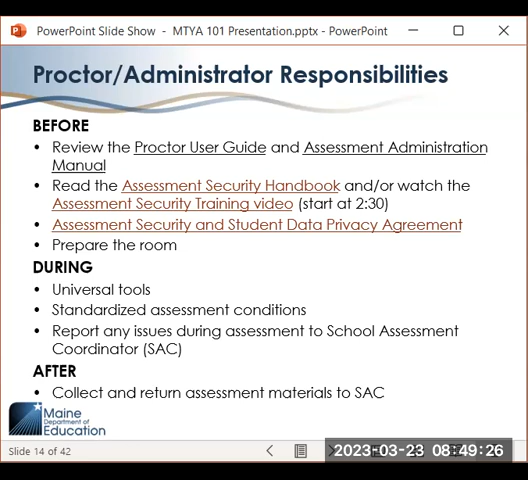 PowerPoint Slide Show - MTYA 101 Presentation.pptx - PowerPoint
Proctor/Administrator Responsibilities
BEFORE
• Review the Proctor User Guide and Assessment Administration
Manual
• Read the Assessment Security Handbook and/or watch the
Assessment Security Training video (start at 2:30)
• Assessment Security and Student Data Privacy Agreement
• Prepare the room
DURING
• Universal tools
• Standardized assessment conditions
• Report any issues during assessment to School Assessment
Coordinator (SAC)
AFTER
• Collect and return assessment materials to SAC
Maine
Department of
Education
Slide 14 of 42
2023-03-23 08:49:26